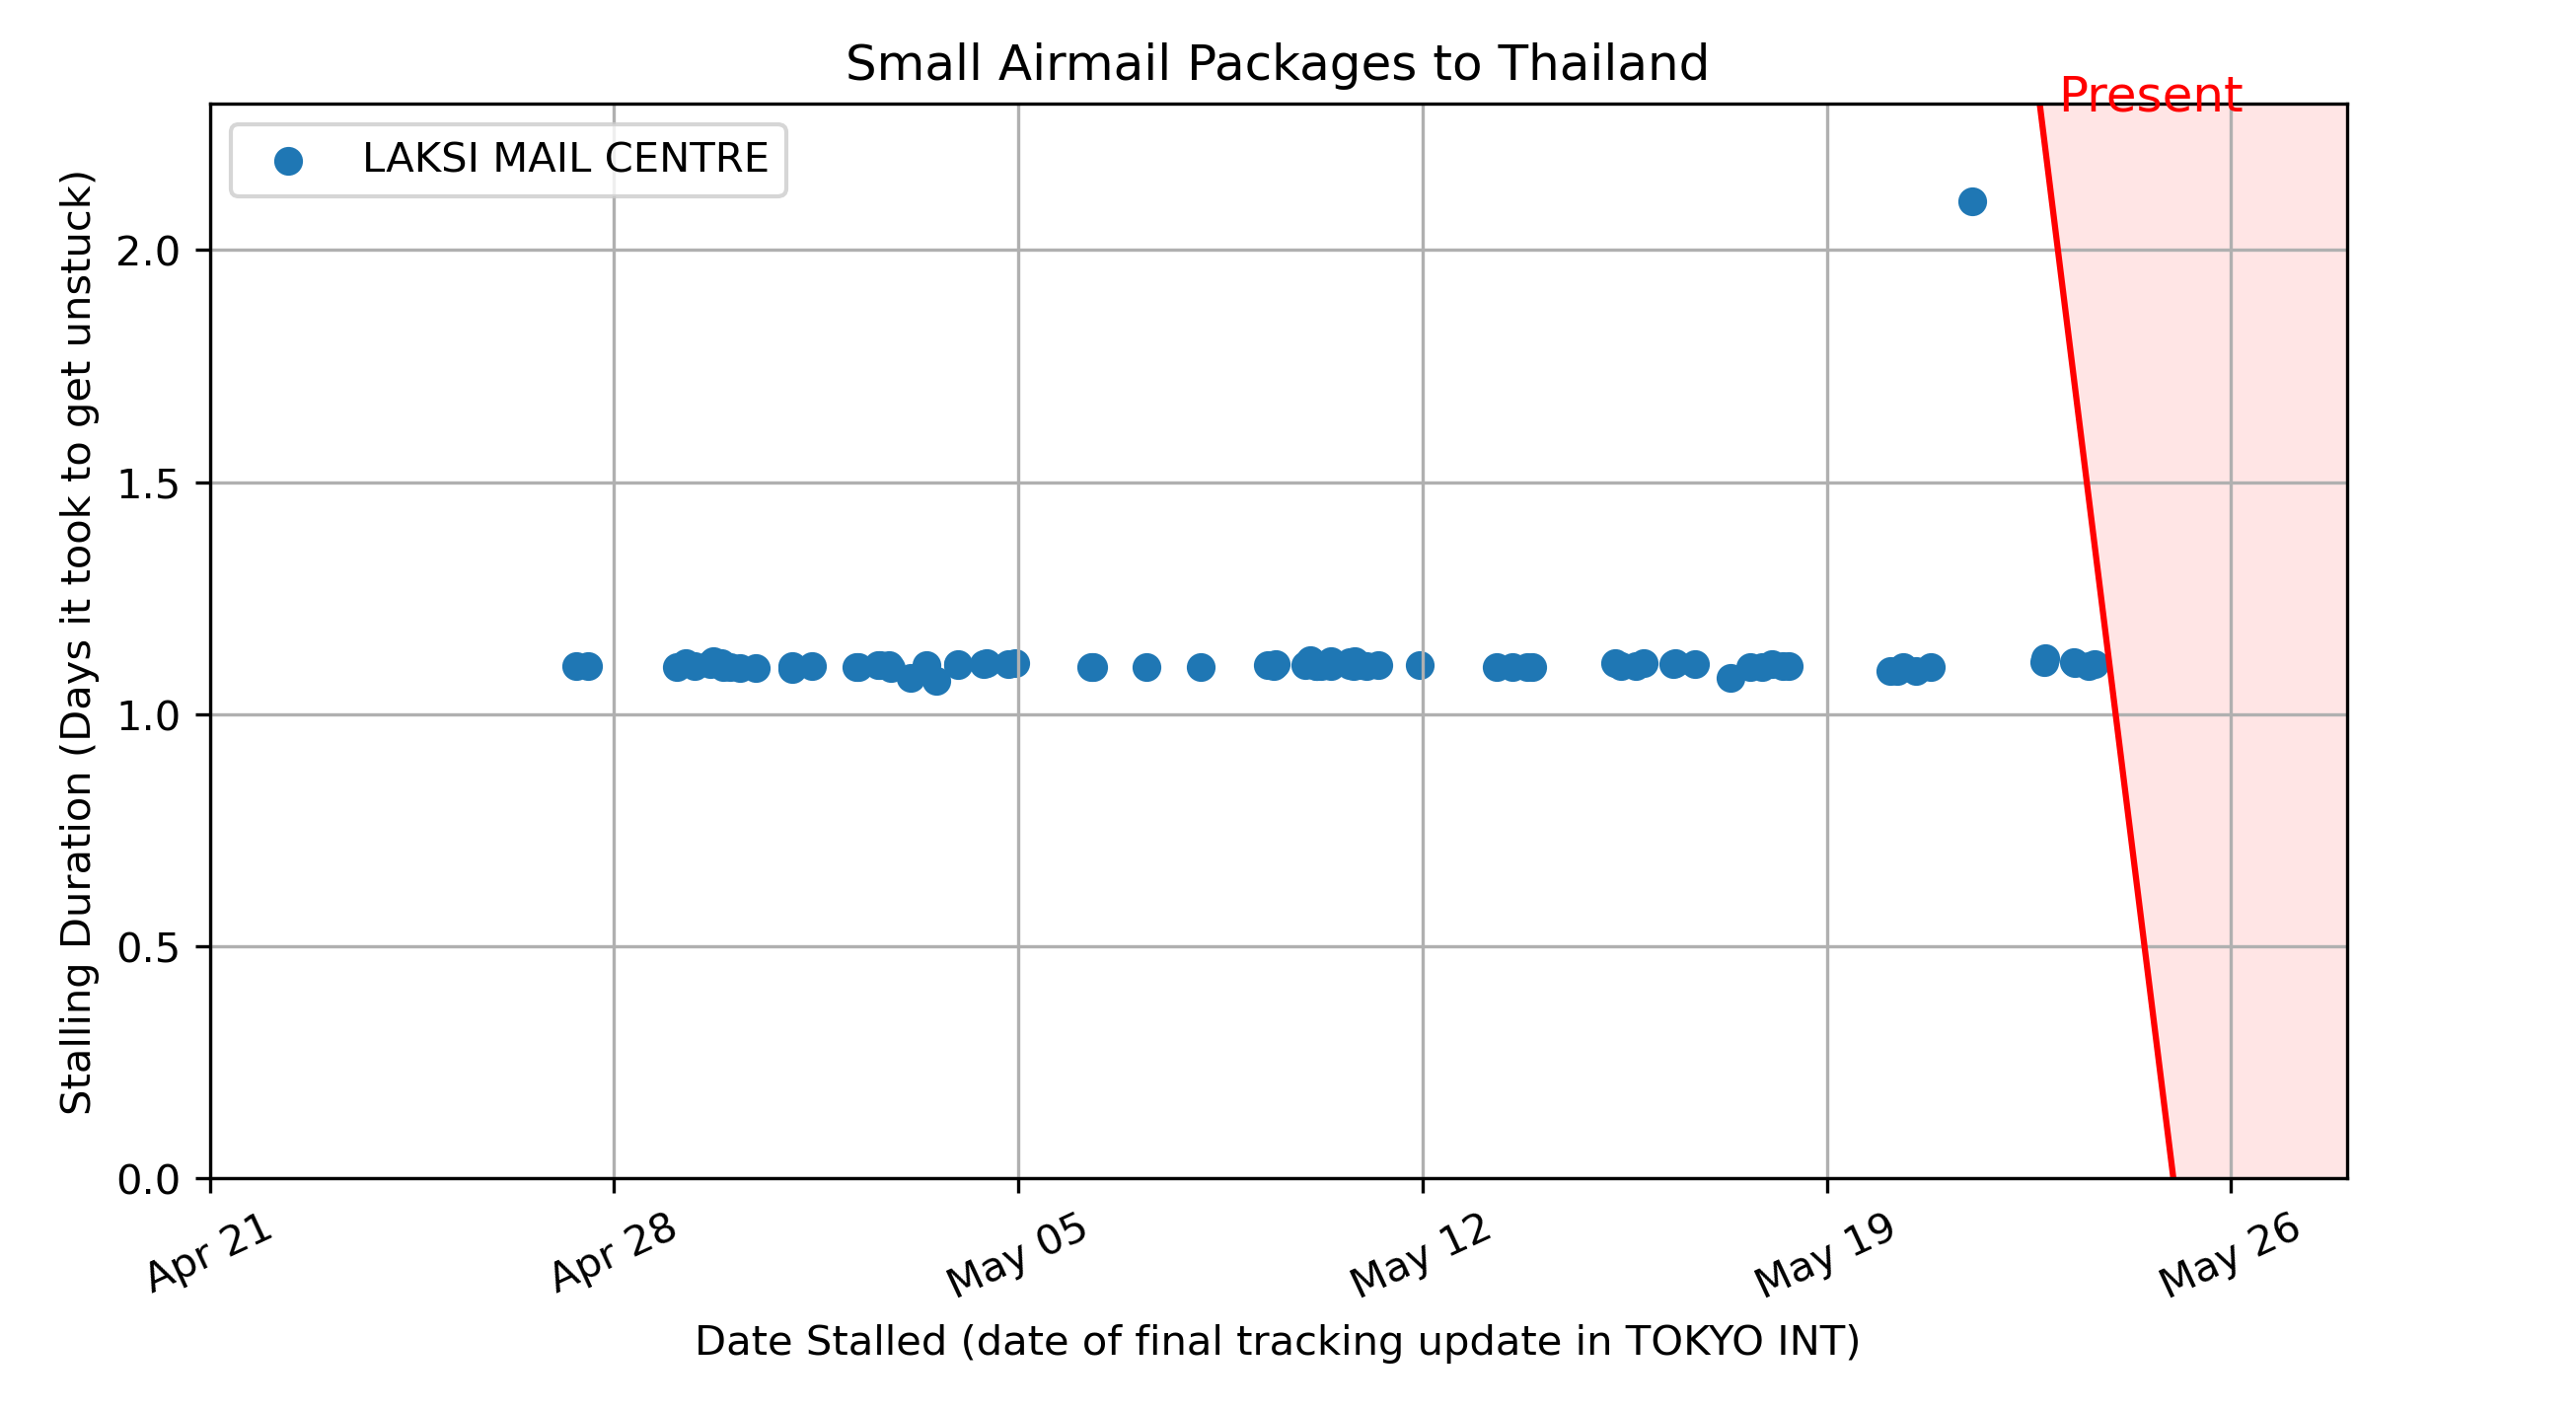 Small Airmail Packages to Thailand
Present
LAKSI MAIL CENTRE
Stalling Duration (Days it took to get unstuck)
2.0
1.5
1.0
0.5
0.0
Apr 21
Apr 28
May 05
May 12
May 19
May 26
Date Stalled (date of final tracking update in TOKYO INT)